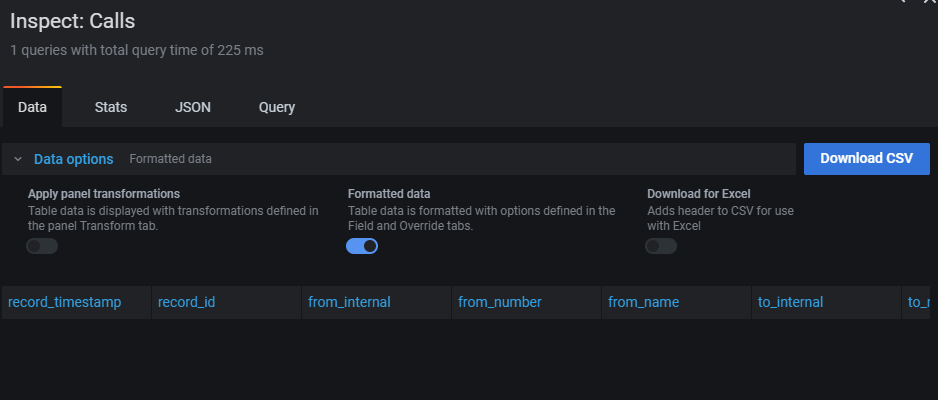 Inspect: Calls
1 queries with total query time of 225 ms
Data Stats JSON Query
Data options Formatted data Download CSV
Apply panel transformations
Table data is displayed with transformations defined in
the panel Transform tab.
Formatted data
Table data is formatted with options defined in the
Field and Override tabs.
Download for Excel
Adds header to CSV for use
with Excel
record_timestamp record_id from_internal from_number from_name to_internal